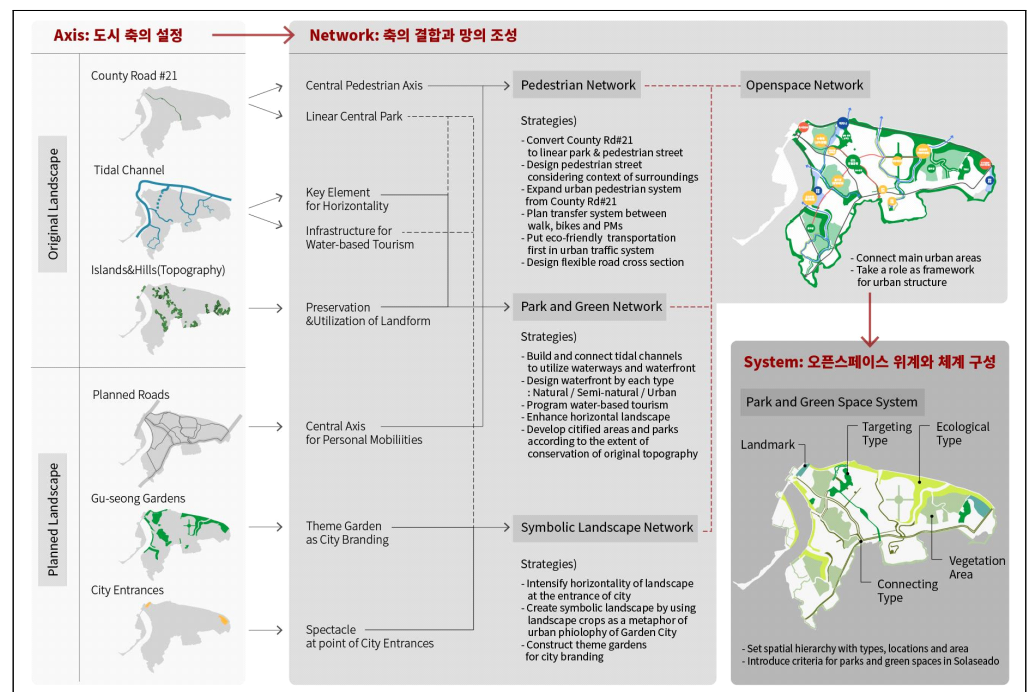 Axis: 도시 축의 설정
Network: 축의 결합과 망의 조성
Original Landscape
County Road #21
Tidal Channel
Islands&Hills(Topography)
Planned Landscape
Planned Roads
Gu-seong Gardens
City Entrances
Central Pedestrian Axis
Linear Central Park
Key Element
for Horizontality
Infrastructure for
Water-based Tourism
Preservation
&Utilization of Landform
Central Axis
for Personal Mobiliities
Theme Garden
as City Branding
Spectacle
at point of City Entrances
Pedestrian Network
Strategies)
- Convert County Rd#21
to linear park & pedestrian street
- Design pedestrian street
considering context of surroundings
- Expand urban pedestrian system
from County Rd#21
- Plan transfer system between
walk, bikes and PMs
- Put eco-friendly transportation
first in urban traffic system
- Design flexible road cross section
Park and Green Network
Strategies)
- Build and connect tidal channels
to utilize waterways and waterfront
- Design waterfront by each type
: Natural / Semi-natural / Urban
- Program water-based tourism
- Enhance horizontal landscape
- Develop citified areas and parks
according to the extent of
conservation of original topography
Symbolic Landscape Network
Strategies)
- Intensify horizontality of landscape
at the entrance of city
- Create symbolic landscape by using
landscape crops as a metaphor of
urban phiolophy of Garden City
- Construct theme gardens
for city branding
Openspace Network
- Connect main urban areas
- Take a role as framework
for urban structure
System: 오픈스페이스 위계와 체계 구성
Park and Green Space System
Landmark
Targeting
Type
Ecological
Type
Vegetation
Area
Connecting
Type
- Set spatial hierarchy with types, locations and area
- Introduce criteria for parks and green spaces in Solaseado